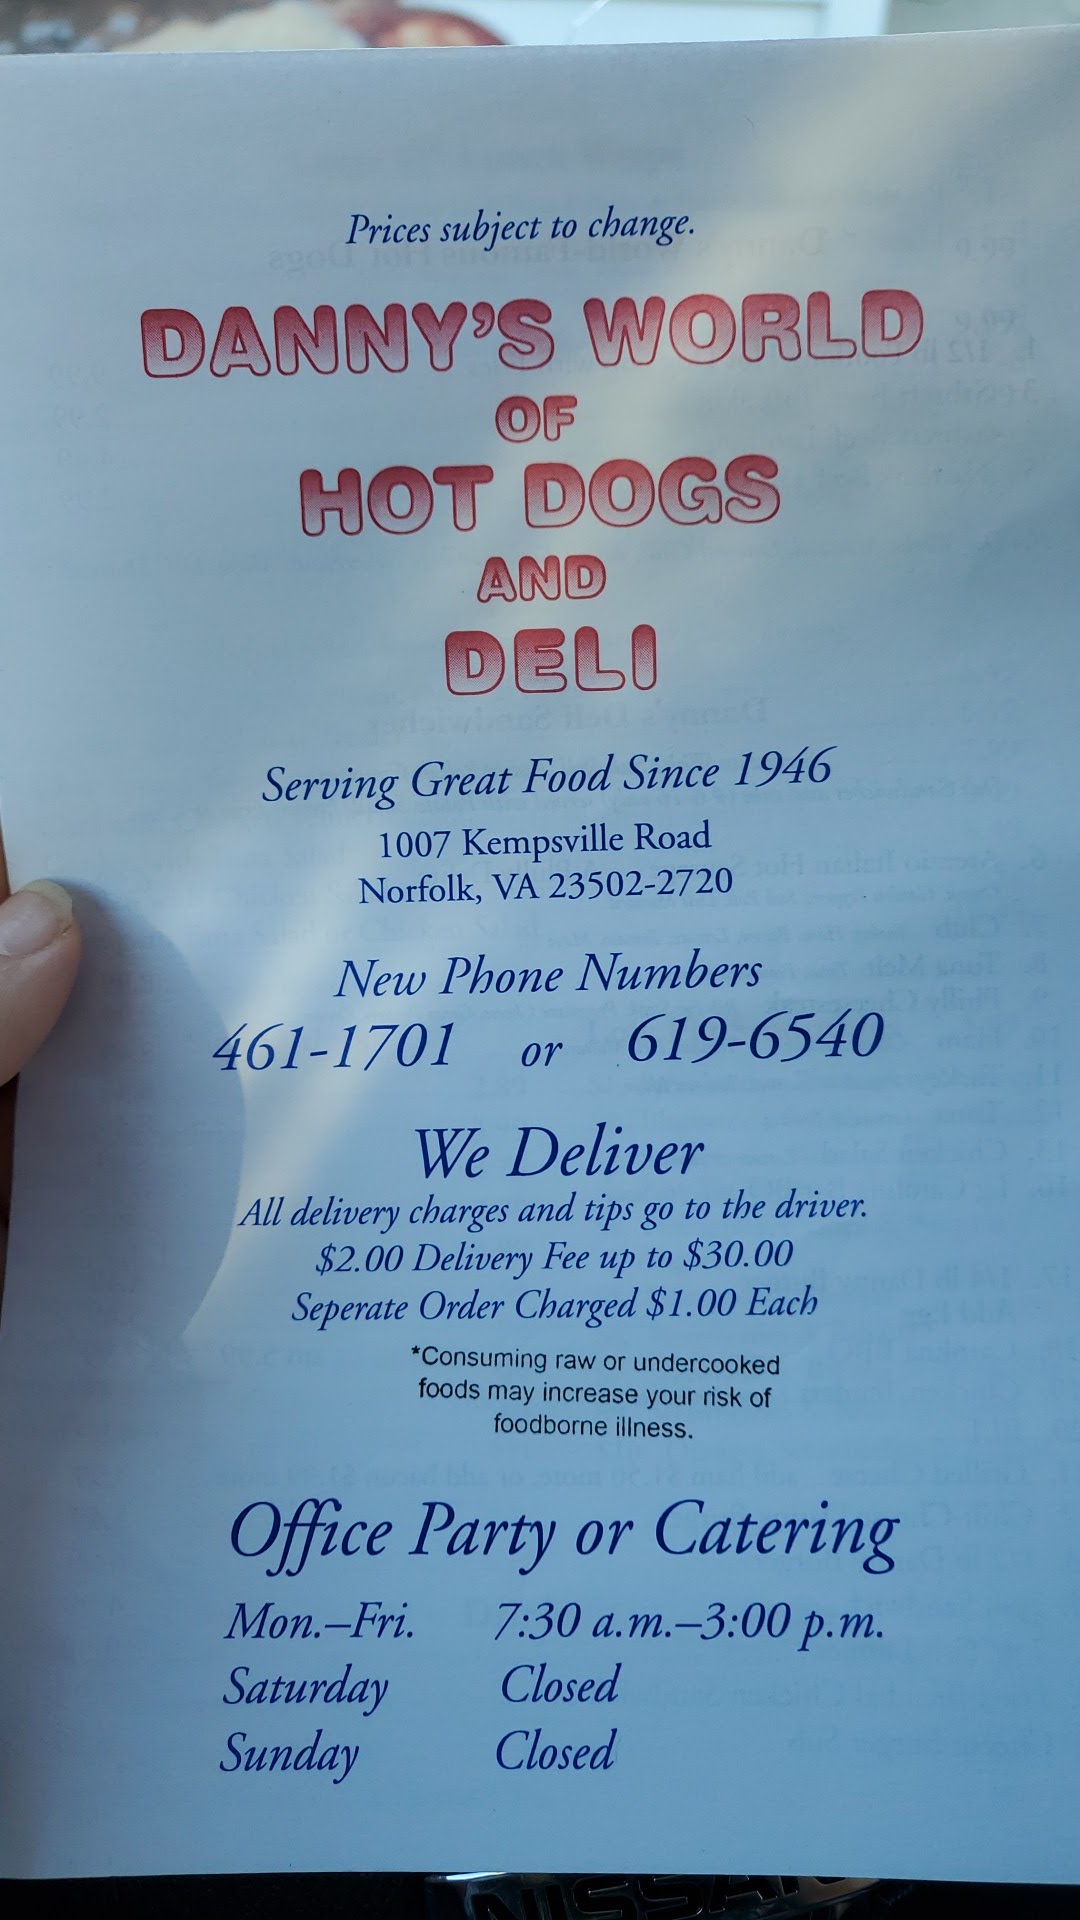 Prices subject to change.
DANNY'S WORLD
OF
HOT DOGS
AND
DELI
Serving Great Food Since 1946
1007 Kempsville Road
Norfolk, VA 23502-2720
New Phone Numbers
461-1701 or 619-6540
We Deliver
All delivery charges and tips go to the driver.
$2.00 Delivery Fee up to $30.00
Seperate Order Charged $1.00 Each
*Consuming raw or undercooked
foods may increase your risk of
foodborne illness.
Office Party or Catering
Mon.–Fri. 7:30 a.m.–3:00 p.m.
Saturday Closed
Sunday Closed
NISSAN